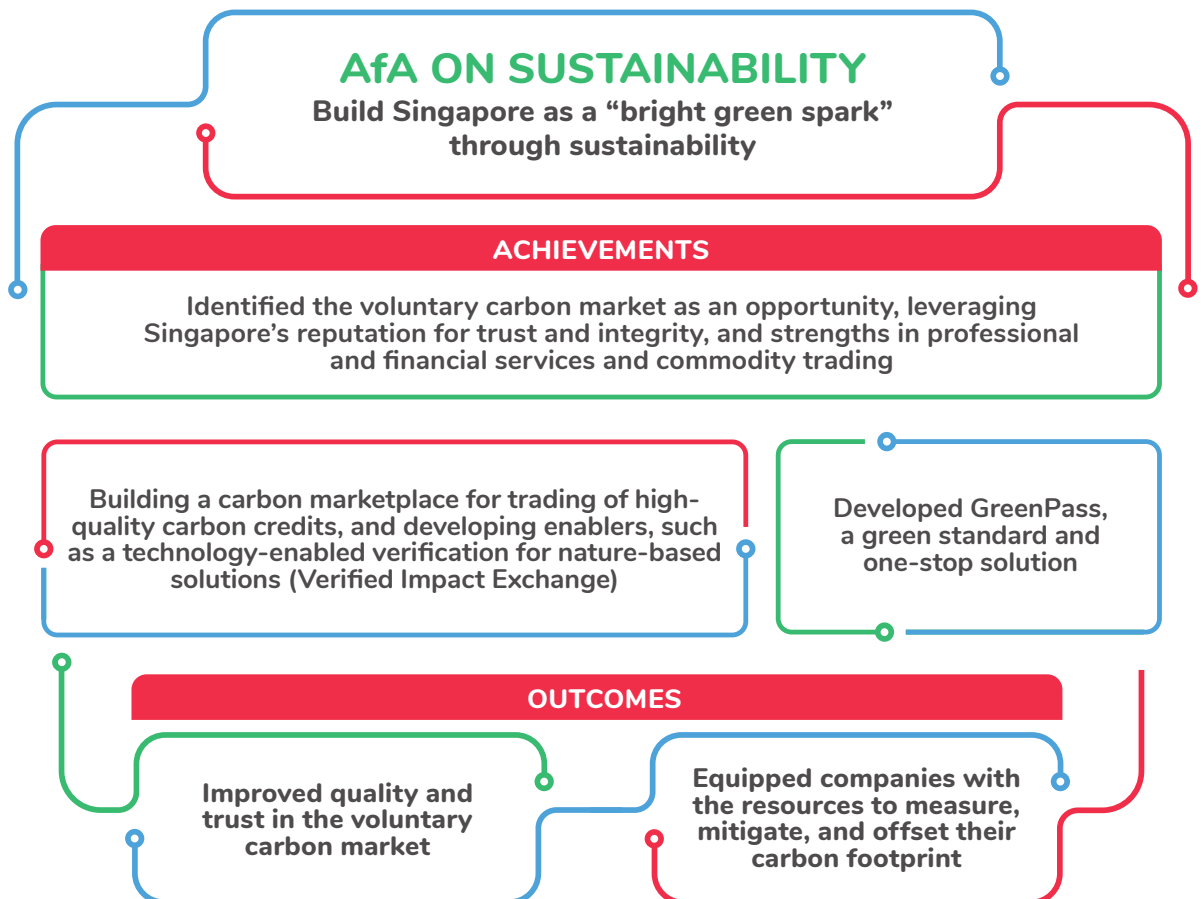 AfA ON SUSTAINABILITY
Build Singapore as a “bright green spark”
through sustainability
ACHIEVEMENTS
Identified the voluntary carbon market as an opportunity, leveraging
Singapore’s reputation for trust and integrity, and strengths in professional
and financial services and commodity trading
Building a carbon marketplace for trading of high-
quality carbon credits, and developing enablers, such
as a technology-enabled verification for nature-based
solutions (Verified Impact Exchange)
Developed GreenPass,
a green standard and
one-stop solution
OUTCOMES
Improved quality and
trust in the voluntary
carbon market
Equipped companies with
the resources to measure,
mitigate, and offset their
carbon footprint